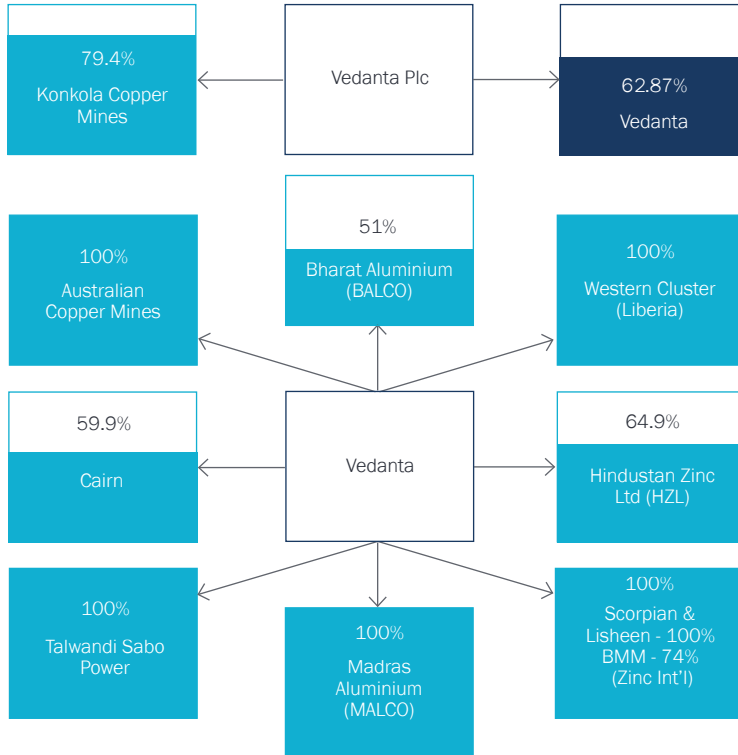 79.4%
Konkola Copper
Mines
Vedanta Plc
62.87%
Vedanta
100%
Australian
Copper Mines
51%
Bharat Aluminium
(BALCO)
100%
Western Cluster
(Liberia)
59.9%
Cairn
Vedanta
64.9%
Hindustan Zinc
Ltd (HZL)
100%
Talwandi Sabo
Power
100%
Madras
Aluminium
(MALCO)
100%
Scorpian &
Lisheen - 100%
BMM - 74%
(Zinc Int'l)